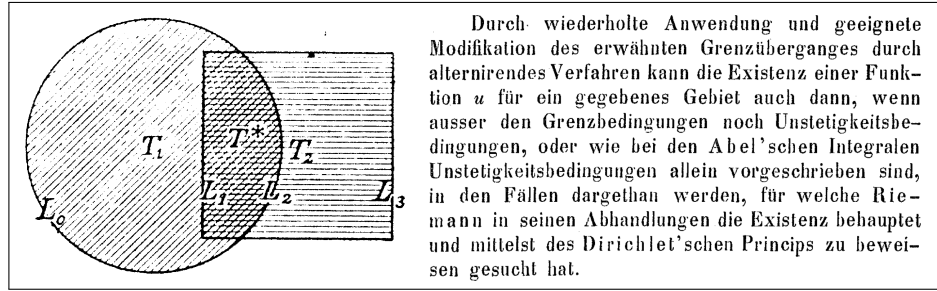 T₁
T*
T₂
L₀
L₁
L₂
L₃
Durch wiederholte Anwendung und geeignete
Modifikation des erwähnten Grenzüberganges durch
alternirendes Verfahren kann die Existenz einer Funk-
tion u für ein gegebenes Gebiet auch dann, wenn
ausser den Grenzbedingungen noch Unstetigkeitsbe-
dingungen, oder wie bei den Abel'schen Integralen
Unstetigkeitsbedingungen allein vorgeschrieben sind,
in den Fällen dargethan werden, für welche Rie-
mann in seinen Abhandlungen die Existenz behauptet
und mittelst des Dirichlet'schen Princips zu bewei-
sen gesucht hat.